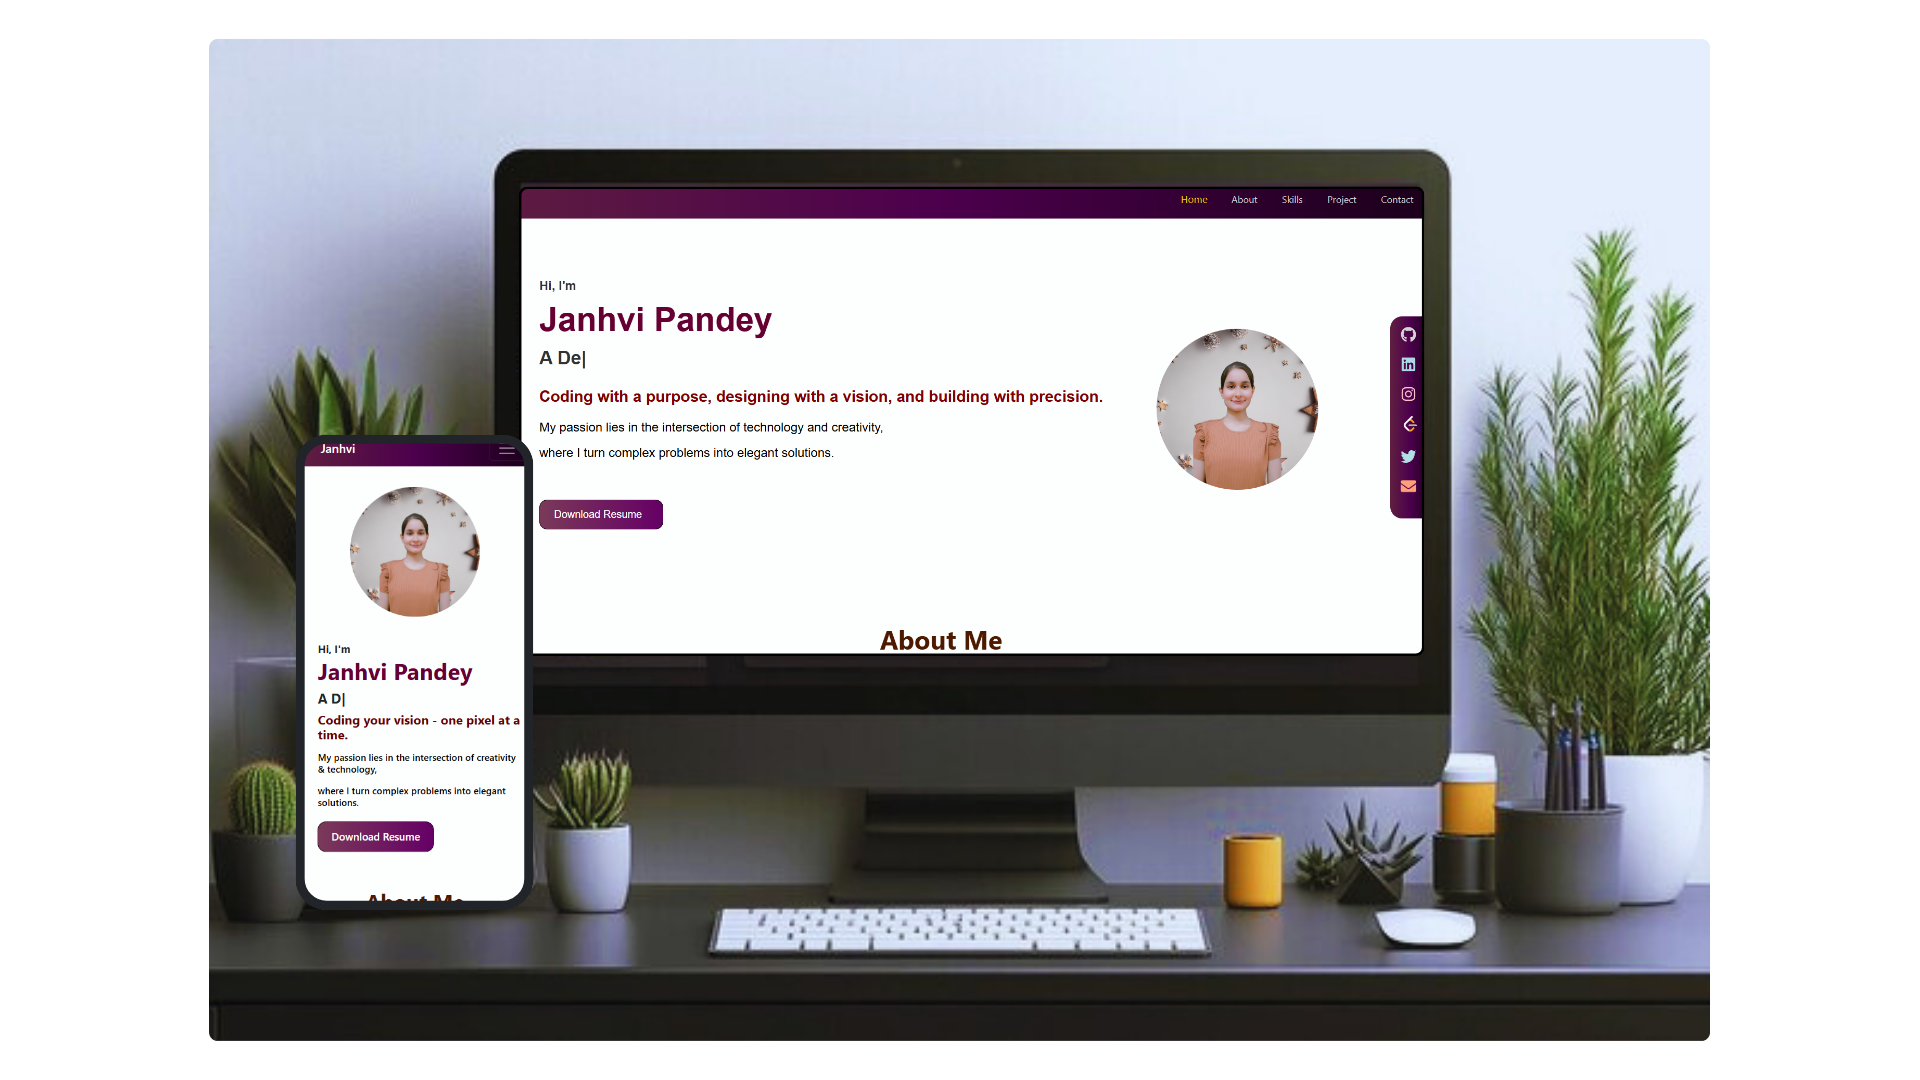 Home About Skills Project Contact
Hi, I'm
Janhvi Pandey
A De|
Coding with a purpose, designing with a vision, and building with precision.
My passion lies in the intersection of technology and creativity,
where I turn complex problems into elegant solutions.
Download Resume
About Me
Janhvi
Hi, I'm
Janhvi Pandey
A D|
Coding your vision - one pixel at a
time.
My passion lies in the intersection of creativity
& technology,
where I turn complex problems into elegant
solutions.
Download Resume
About Me